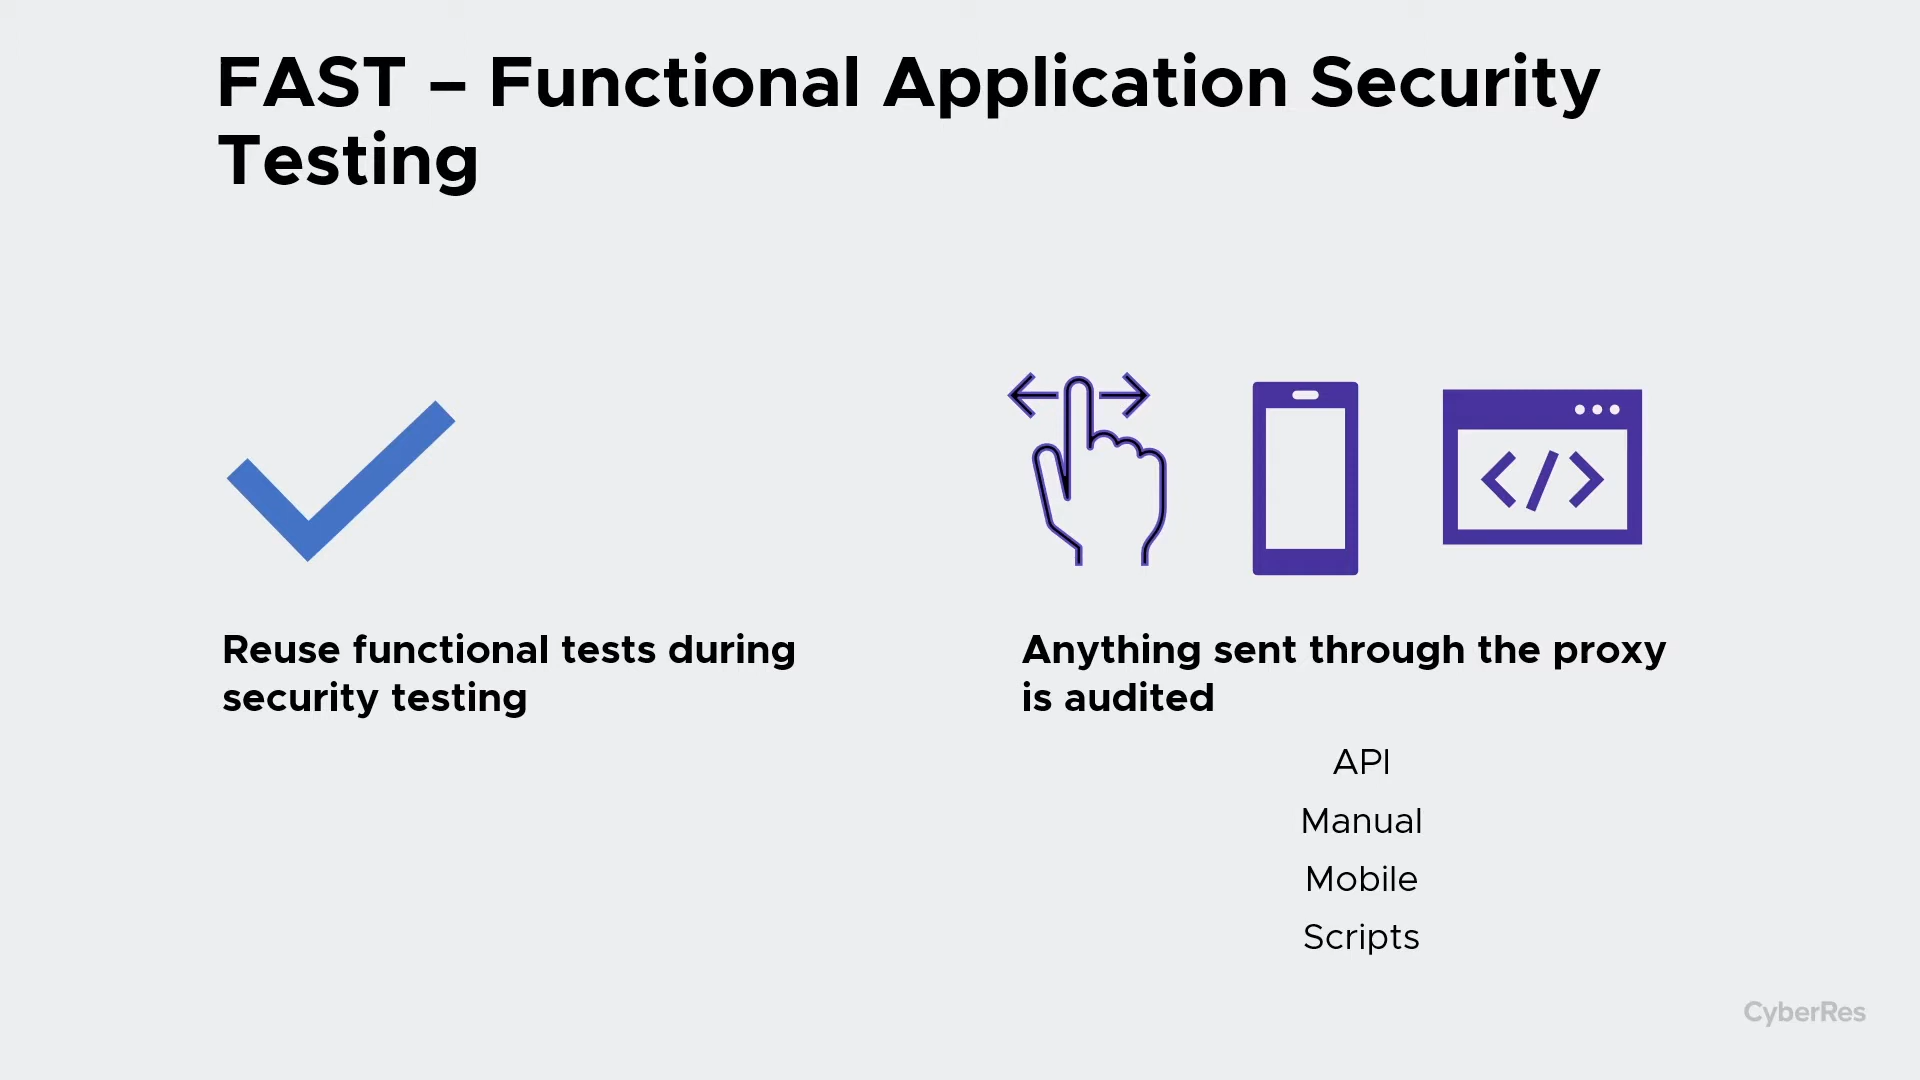 FAST – Functional Application Security
Testing
Reuse functional tests during
security testing
Anything sent through the proxy
is audited
API
Manual
Mobile
Scripts
CyberRes